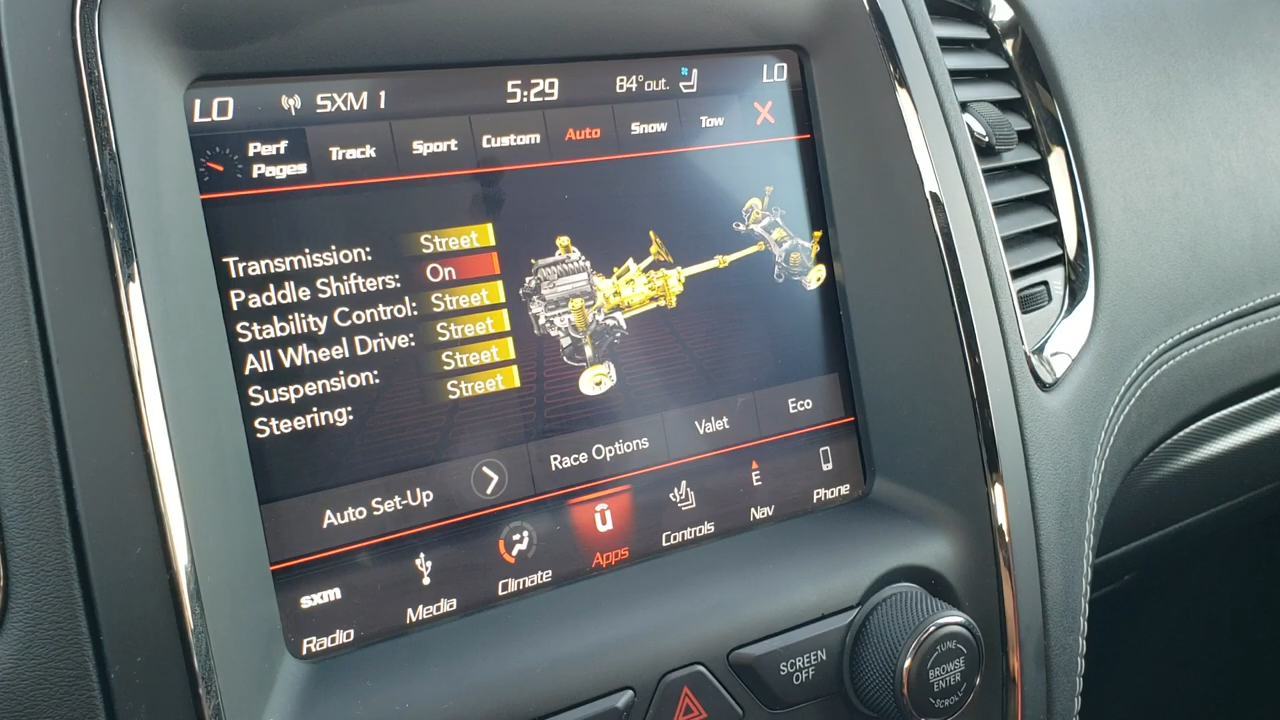 LO SXM 1 5:29 84°out. LO
Perf Pages Track Sport Custom Auto Snow Tow X
Transmission: Street
Paddle Shifters: On
Stability Control: Street
All Wheel Drive: Street
Suspension: Street
Steering: Street
Auto Set-Up Race Options Valet Eco
sxm û E
Radio Media Climate Apps Controls Nav Phone
SCREEN OFF
TUNE
BROWSE
ENTER
SCROLL